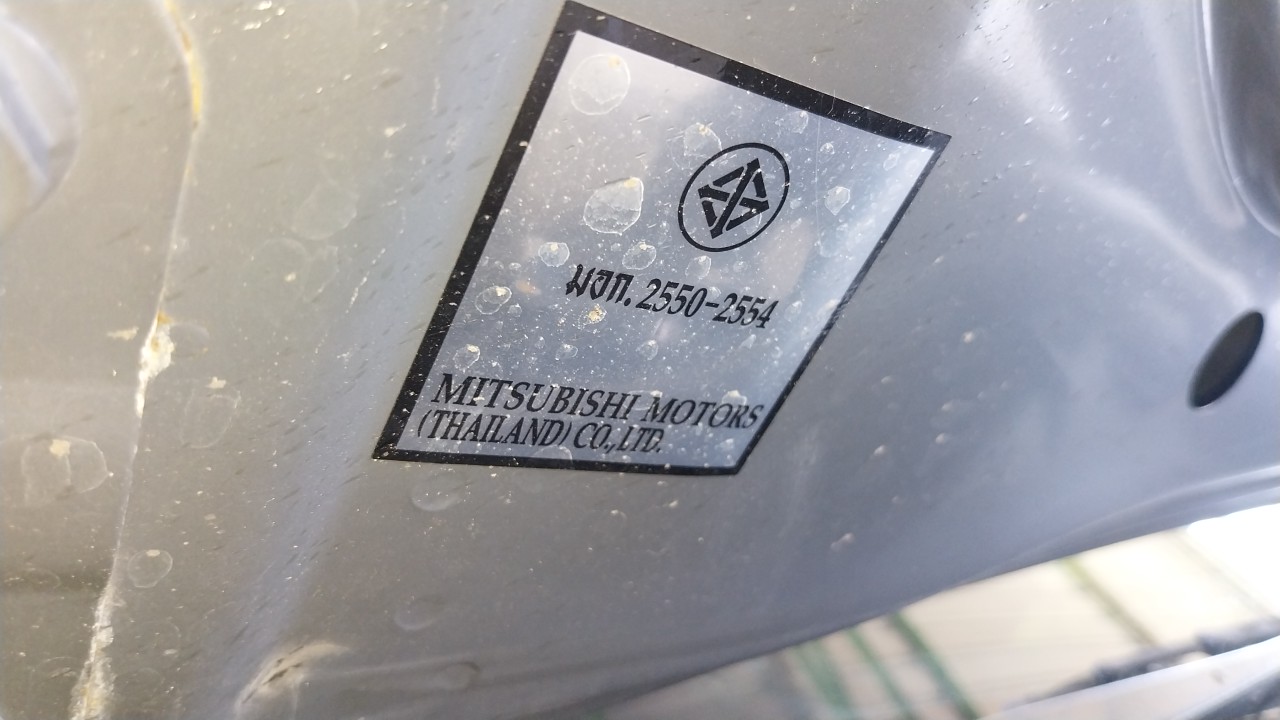 มอก. 2550-2554
MITSUBISHI MOTORS
(THAILAND) CO., LTD.